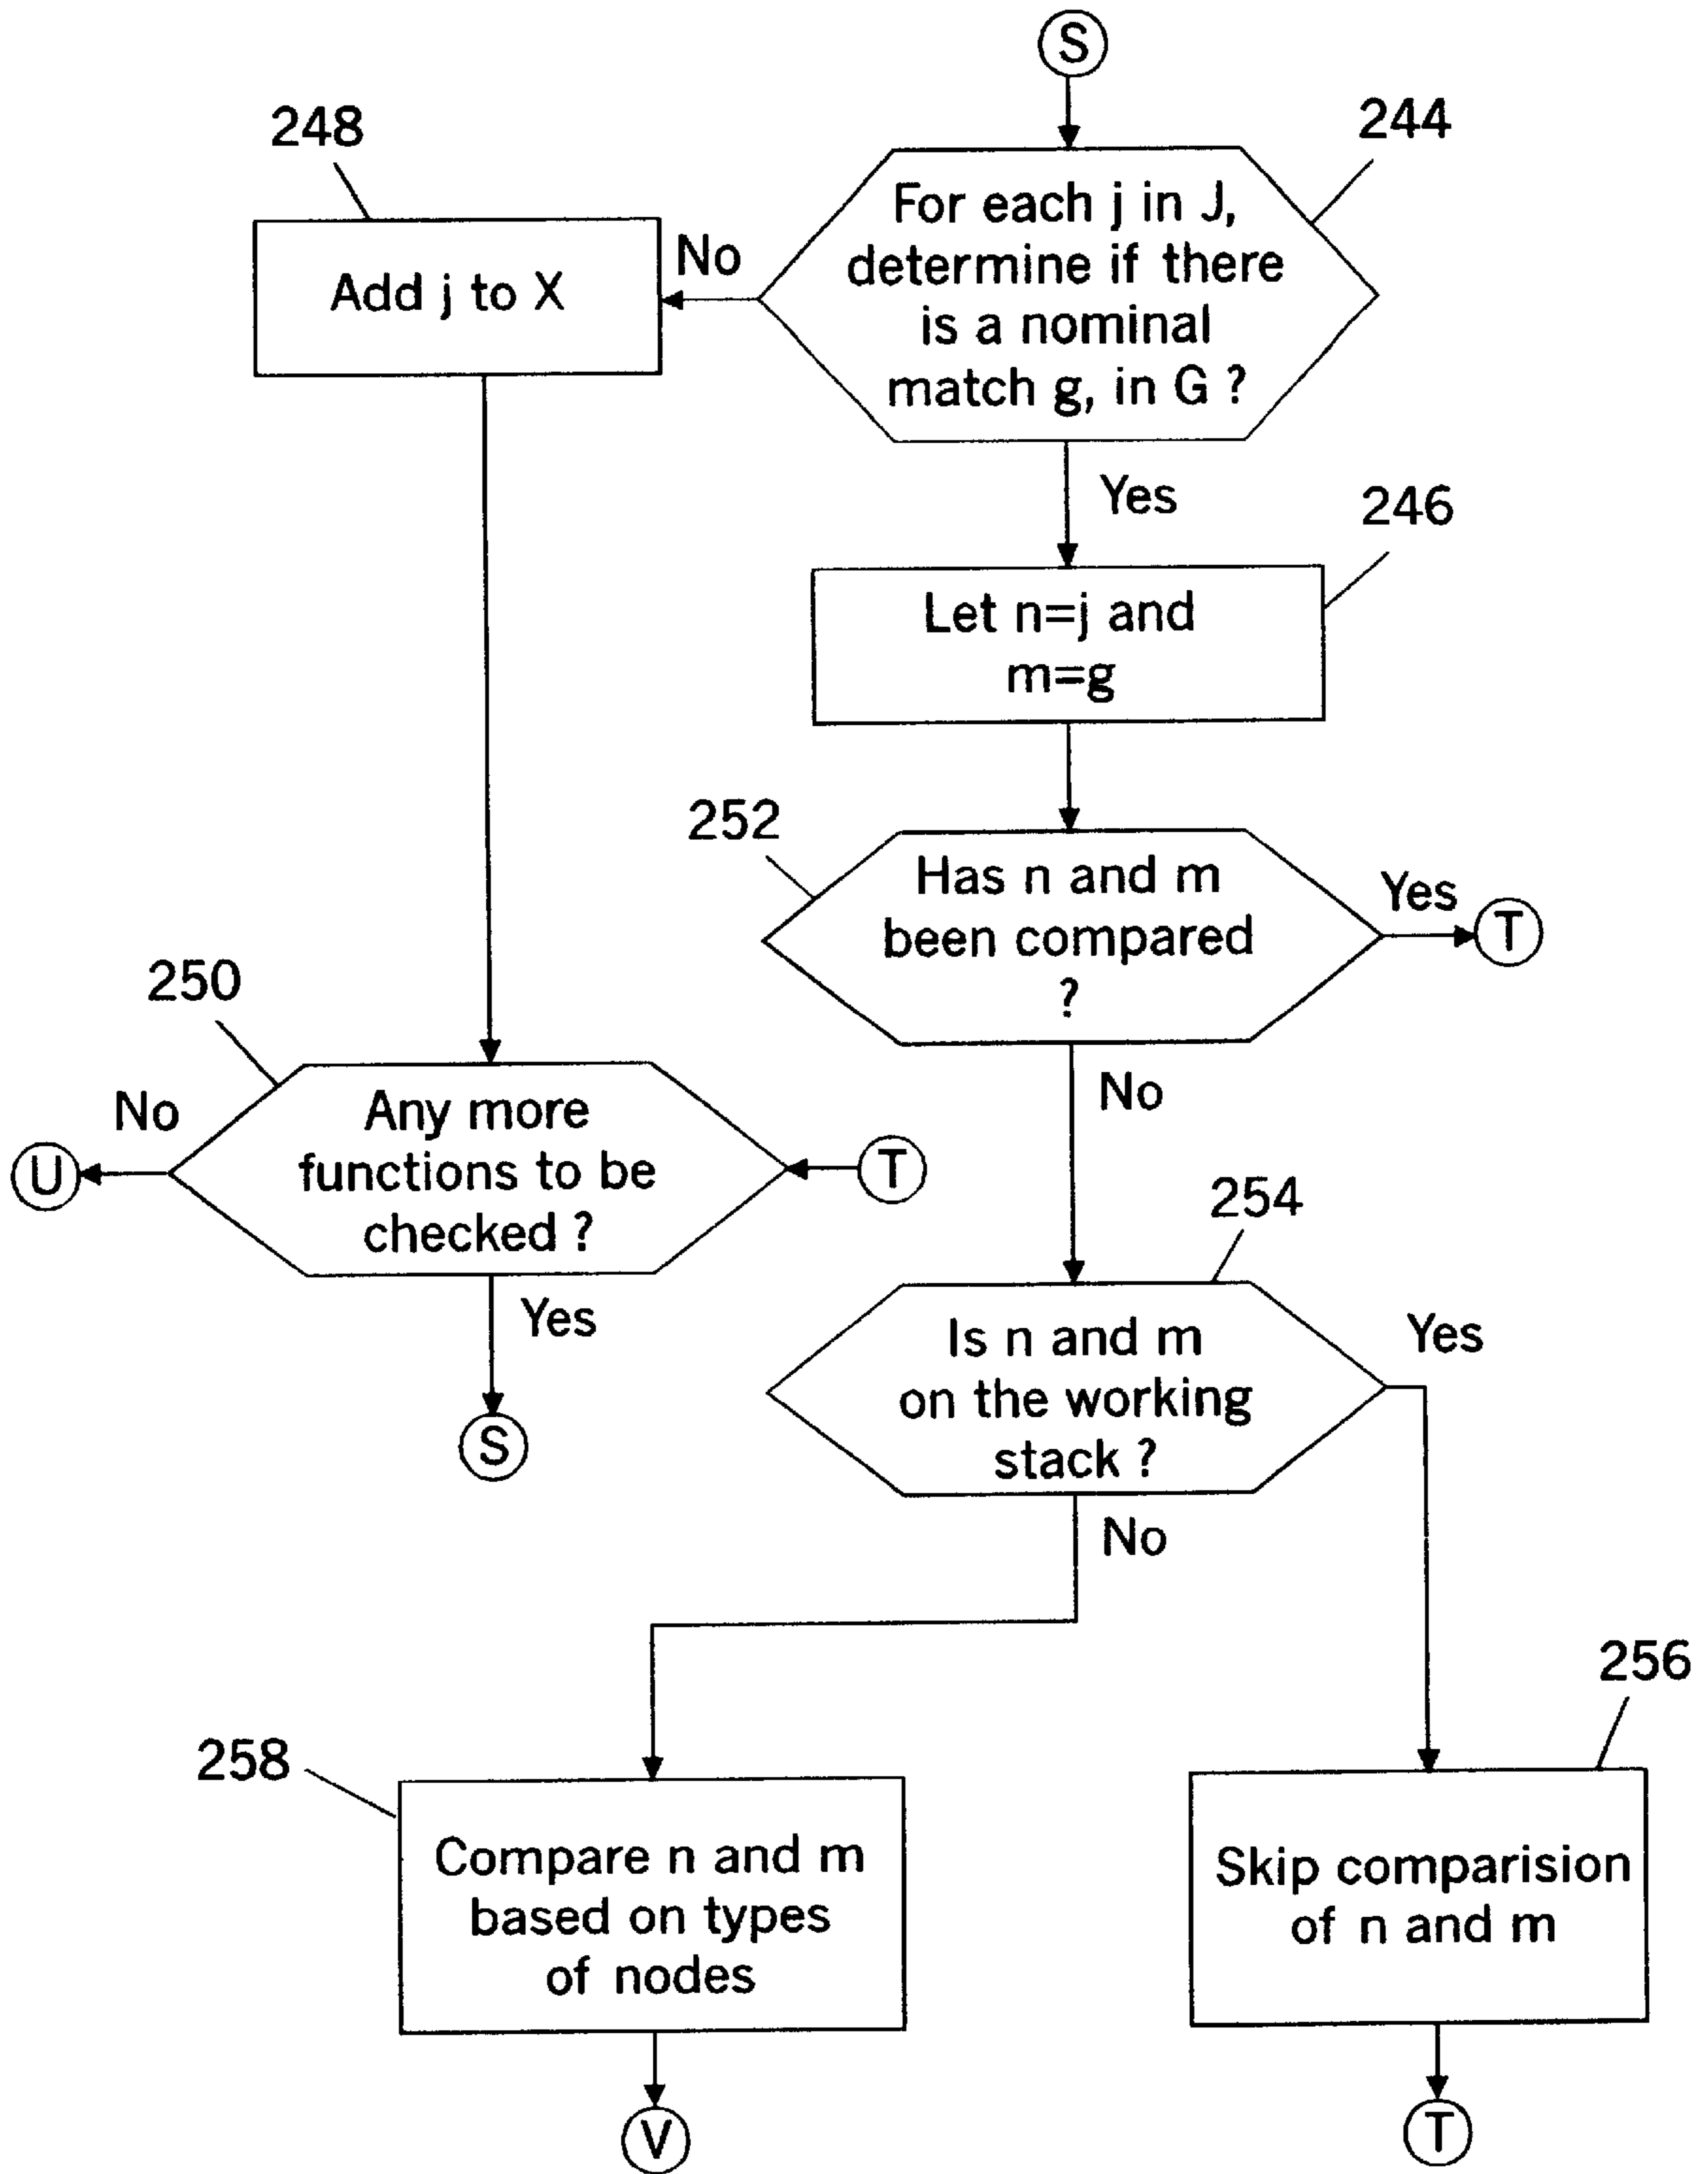 S
248
244
For each j in J,
determine if there
is a nominal
match g, in G ?
No
Add j to X
Yes
246
Let n=j and
m=g
252
Has n and m
been compared
?
Yes
T
250
No
No
Any more
functions to be
checked ?
U
T
254
Yes
S
Is n and m
on the working
stack ?
Yes
No
256
258
Compare n and m
based on types
of nodes
Skip comparision
of n and m
V
T